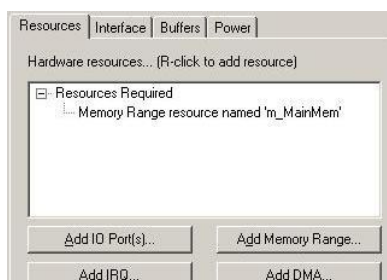 Resources Interface Buffers Power
Hardware resources... (R-click to add resource)
Resources Required
Memory Range resource named 'm_MainMem'
Add IO Port(s)... Add Memory Range...
Add IRQ... Add DMA...